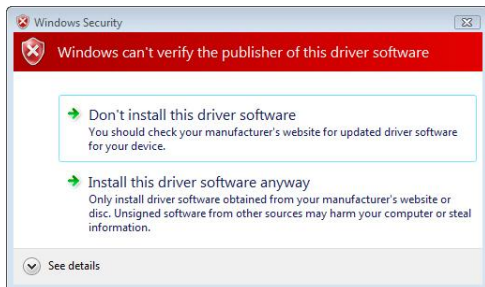 Windows Security
Windows can't verify the publisher of this driver software
Don't install this driver software
You should check your manufacturer's website for updated driver software
for your device.
Install this driver software anyway
Only install driver software obtained from your manufacturer's website or
disc. Unsigned software from other sources may harm your computer or steal
information.
See details